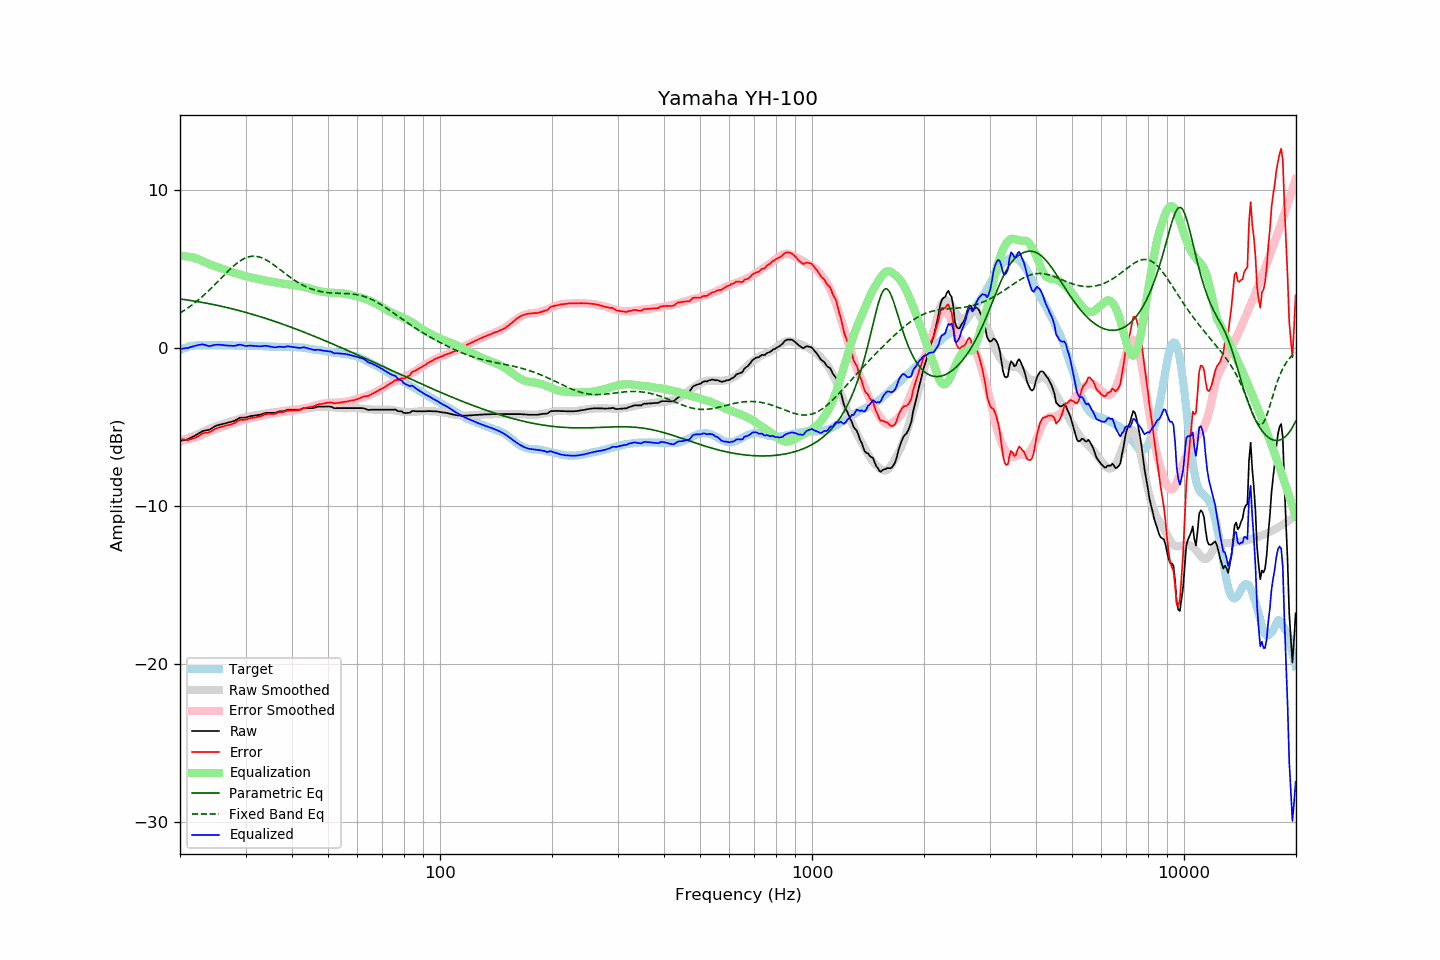 Yamaha YH-100
Amplitude (dBr)
10
0
−10
−20
−30
Target
Raw Smoothed
Error Smoothed
Raw
Error
Equalization
Parametric Eq
Fixed Band Eq
Equalized
100
1000
10000
Frequency (Hz)